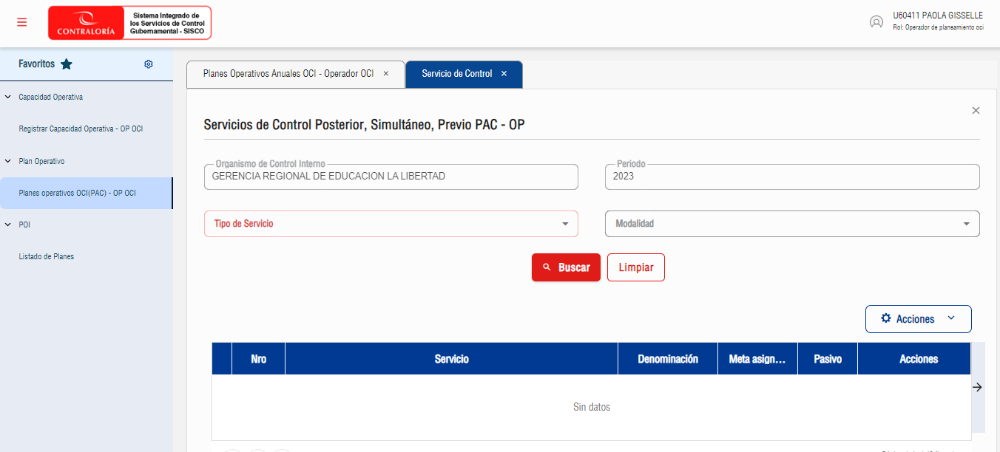 CONTRALORÍA
Sistema Integrado de
los Servicios de Control
Gubernamental - SISCO
U60411 PAOLA GISSELLE
Rol: Operador de planeamiento oci
Favoritos
Capacidad Operativa
Registrar Capacidad Operativa - OP OCI
Plan Operativo
Planes operativos OCI(PAC) - OP OCI
POI
Listado de Planes
Planes Operativos Anuales OCI - Operador OCI ×
Servicio de Control ×
Servicios de Control Posterior, Simultáneo, Previo PAC - OP
Organismo de Control Interno
GERENCIA REGIONAL DE EDUCACION LA LIBERTAD
Periodo
2023
Tipo de Servicio
Modalidad
Buscar
Limpiar
Acciones
Nro Servicio Denominación Meta asign... Pasivo Acciones
Sin datos